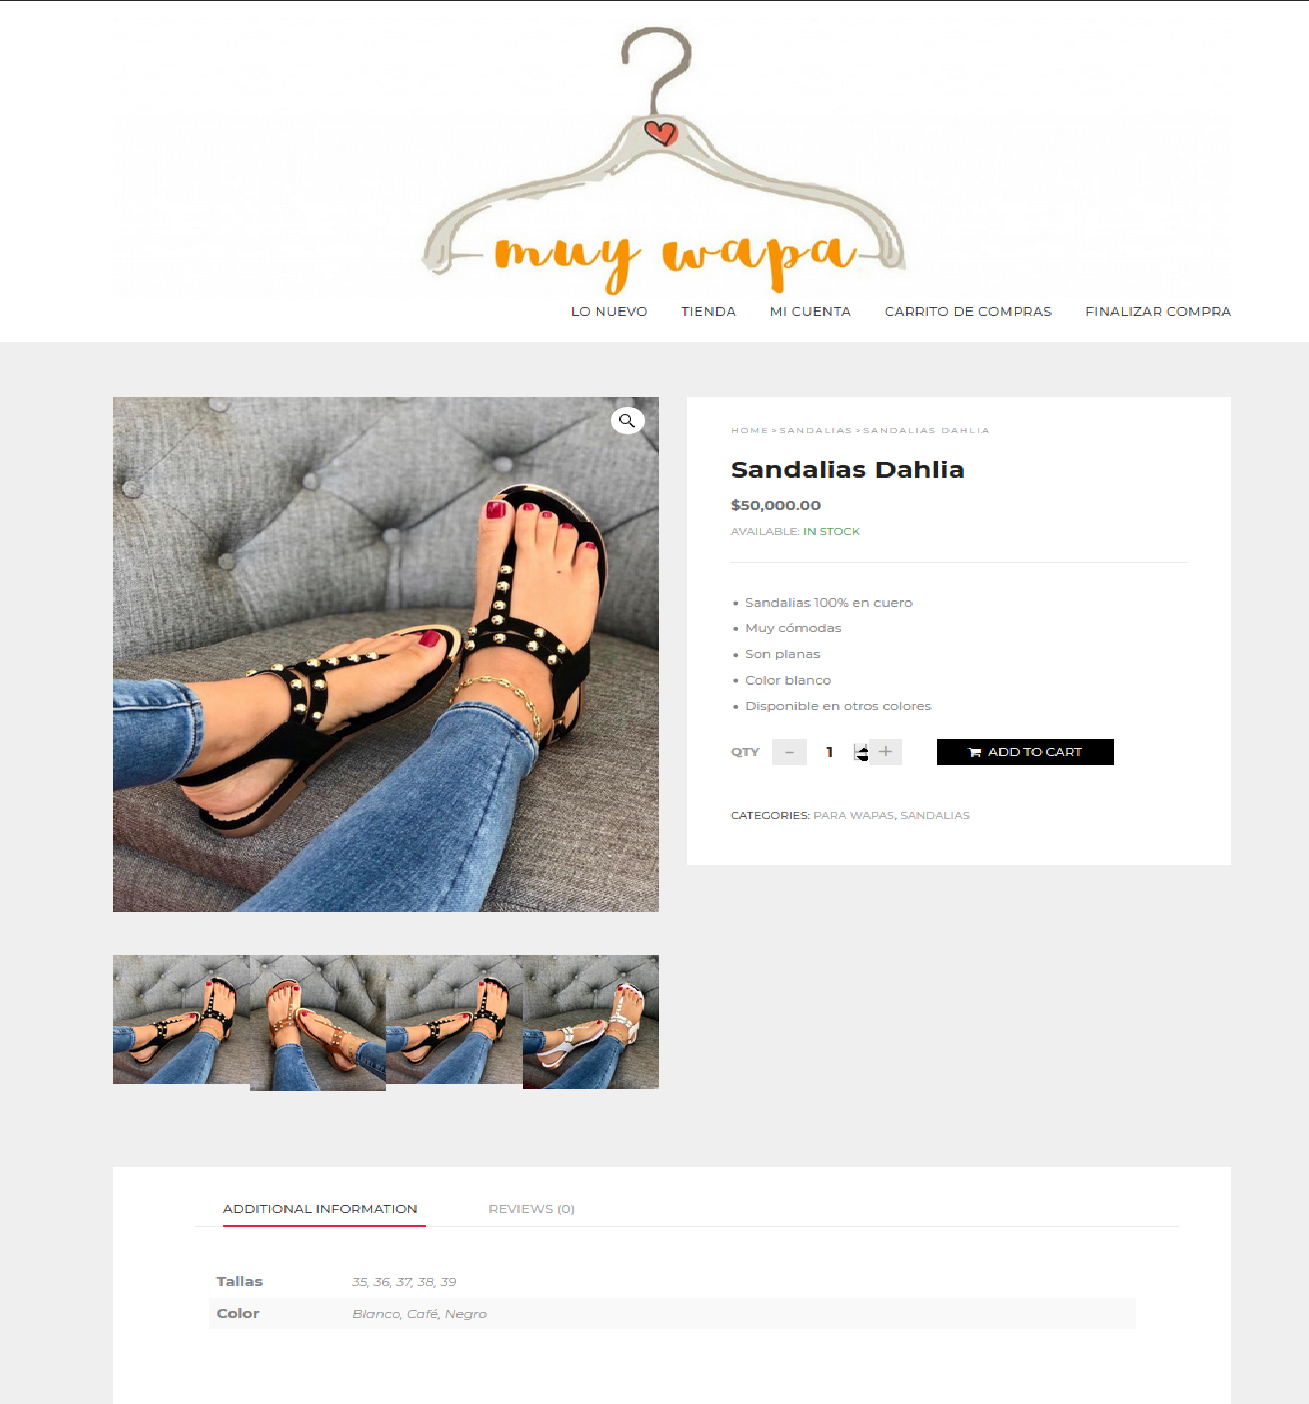 muy wapa
LO NUEVO TIENDA MI CUENTA CARRITO DE COMPRAS FINALIZAR COMPRA
HOME > SANDALIAS > SANDALIAS DAHLIA
Sandalias Dahlia
$50,000.00
AVAILABLE: IN STOCK
• Sandalias 100% en cuero
• Muy cómodas
• Son planas
• Color blanco
• Disponible en otros colores
QTY - 1 + ADD TO CART
CATEGORIES: PARA WAPAS, SANDALIAS
ADDITIONAL INFORMATION REVIEWS (0)
Tallas 35, 36, 37, 38, 39
Color Blanco, Café, Negro